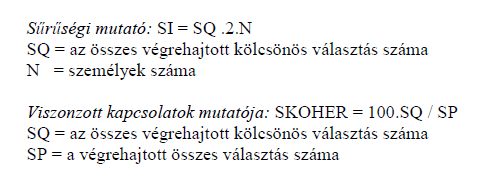 Sűrűségi mutató: SI = SQ .2.N
SQ = az összes végrehajtott kölcsönös választás száma
N = személyek száma
Viszonzott kapcsolatok mutatója: SKOHER = 100.SQ / SP
SQ = az összes végrehajtott kölcsönös választás száma
SP = a végrehajtott összes választás száma